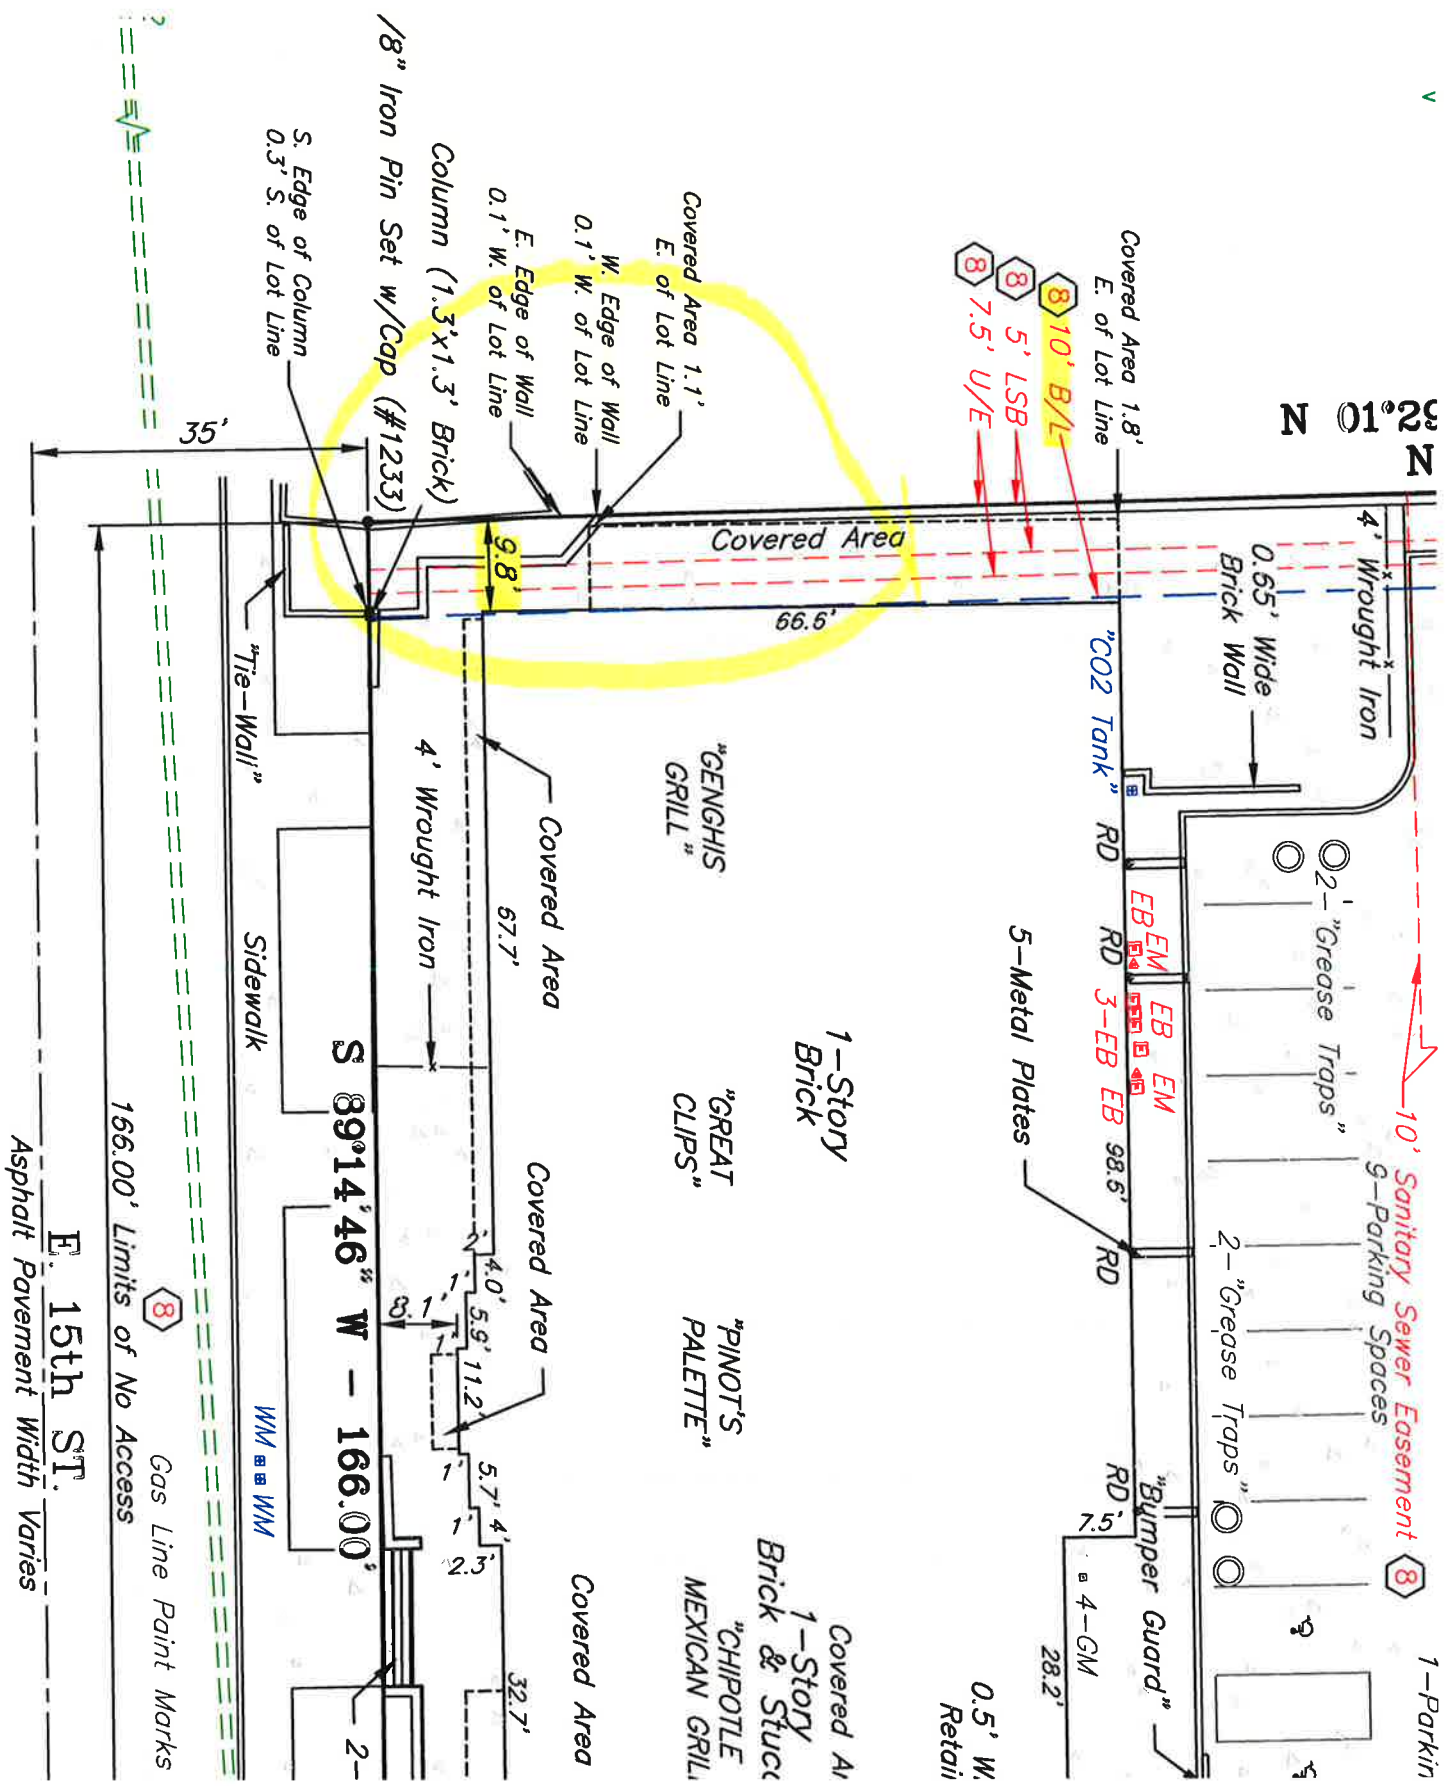 1-Parkin
10' Sanitary Sewer Easement 8
9-Parking Spaces
4' Wrought Iron
x
x
2-"Grease Traps"
2-"Grease Traps"
0.65' Wide
Brick Wall
"Bumper Guard"
EB EM EB EM
RD RD 3-EB EB 98.6' RD RD
"CO2 Tank"
7.5'
4-GM
28.2'
Covered Area 1.8'
E. of Lot Line
8 10' B/L
8 5' LSB
8 7.5' U/E
5-Metal Plates
0.5' W.
Retai
66.6'
Covered Area
1-Story
Brick
Covered Ar
1-Story
Brick & Stucc
"CHIPOTLE
MEXICAN GRIL
"GENGHIS
GRILL"
"GREAT
CLIPS"
"PINOT'S
PALETTE"
Covered Area 1.1'
E. of Lot Line
W. Edge of Wall
0.1' W. of Lot Line
E. Edge of Wall
0.1' W. of Lot Line
9.8'
Covered Area
Covered Area
Covered Area
67.7'
2'
4.0'
1'
5.9'
1'
11.2'
1'
5.7'
1'
4'
2.3'
32.7'
8.1'
Column (1.3'x1.3' Brick)
/8" Iron Pin Set w/Cap (#1233)
4' Wrought Iron
x
S 89°14'46" W - 166.00'
2-
S. Edge of Column
0.3' S. of Lot Line
"Tie-Wall"
Sidewalk
WM WM
35'
Gas Line Paint Marks
8
166.00' Limits of No Access
E. 15th ST.
Asphalt Pavement Width Varies
N